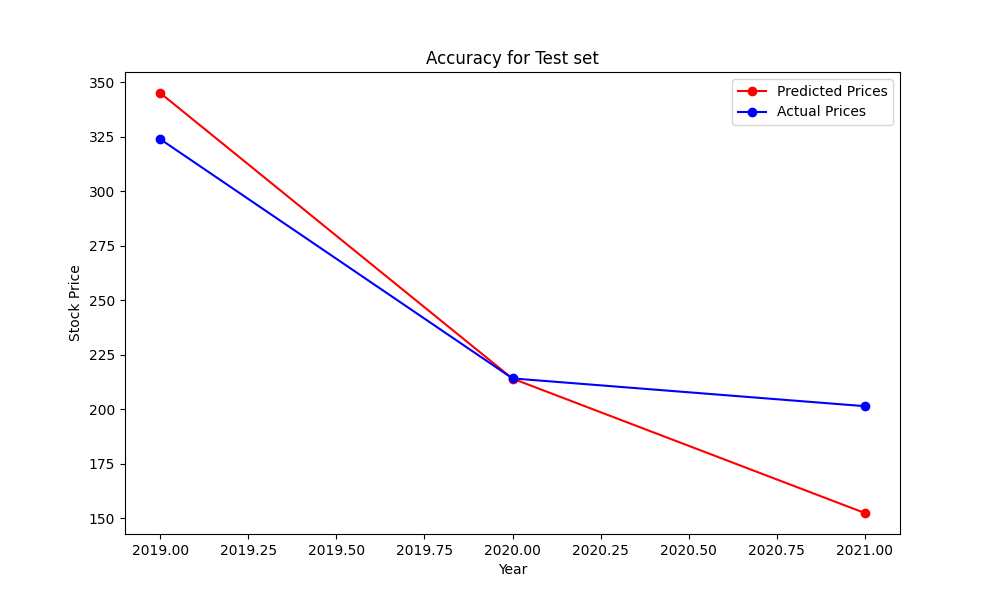 Accuracy for Test set
Predicted Prices
Actual Prices
350
325
300
275
250
225
200
175
150
Stock Price
2019.00 2019.25 2019.50 2019.75 2020.00 2020.25 2020.50 2020.75 2021.00
Year